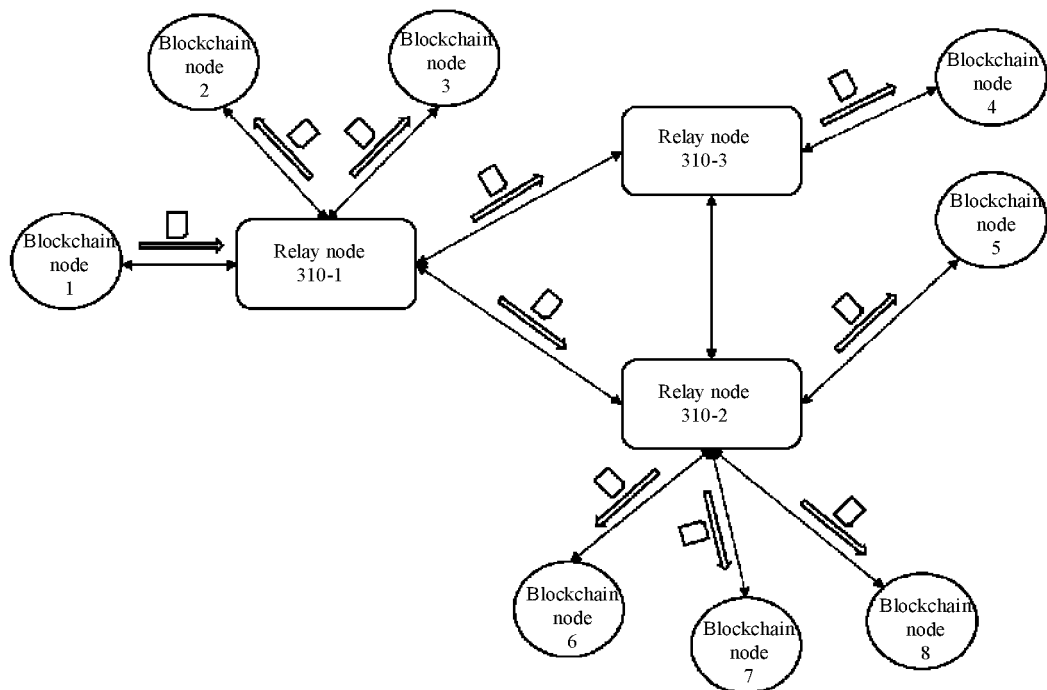 Blockchain
node
2
Blockchain
node
3
Blockchain
node
4
Relay node
310-3
Blockchain
node
5
Blockchain
node
1
Relay node
310-1
Relay node
310-2
Blockchain
node
6
Blockchain
node
7
Blockchain
node
8